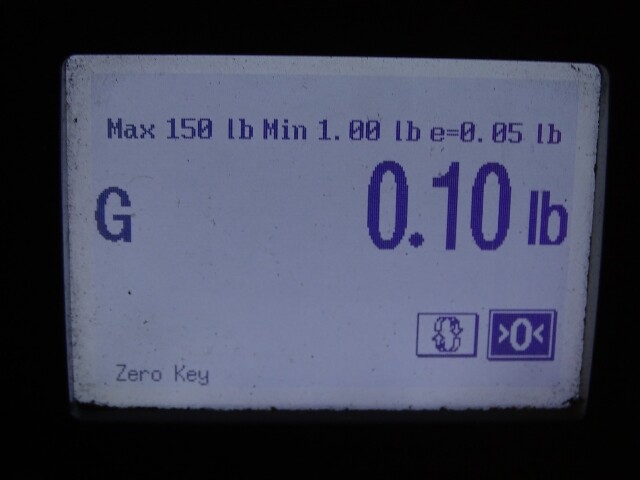 Max 150 lb Min 1.00 lb e=0.05 lb
G 0.10 lb
>0<
Zero Key